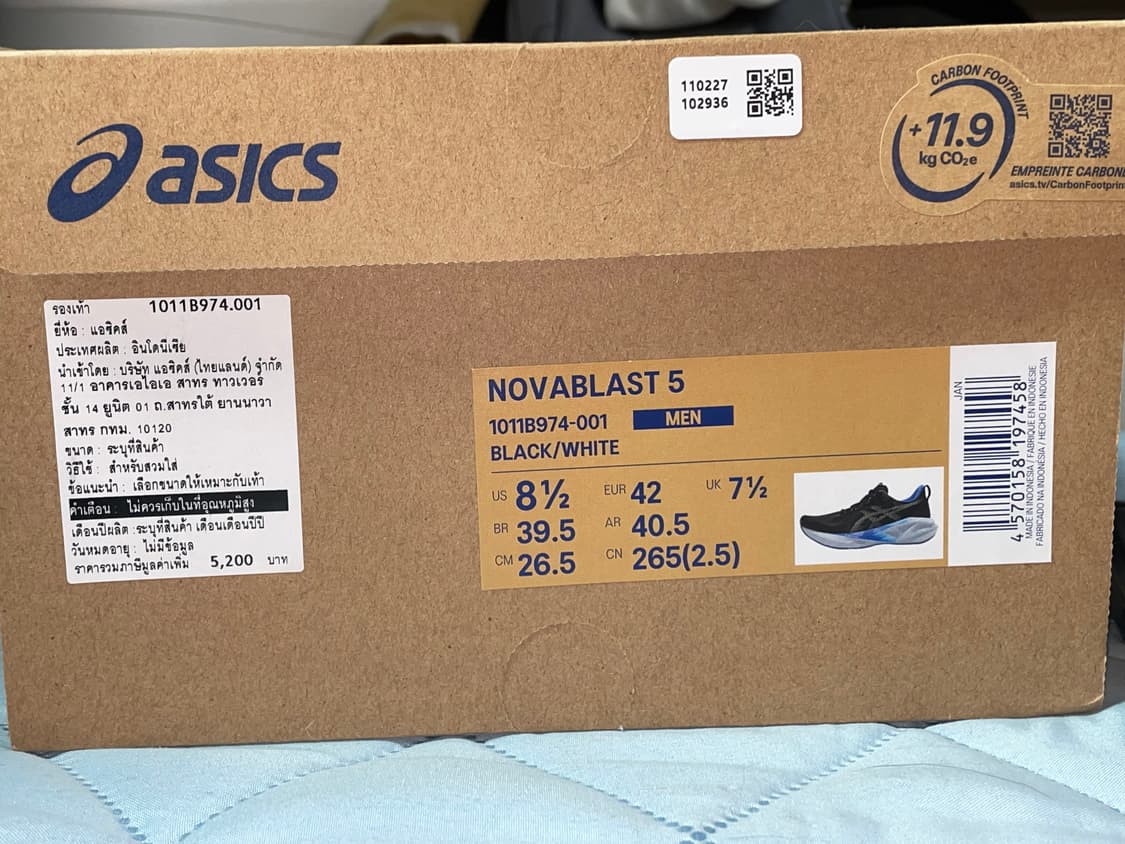 asics
110227
102936
CARBON FOOTPRINT
+11.9
kg CO₂e
EMPREINTE CARBONE
asics.tv/CarbonFootprint
รองเท้า 1011B974.001
ยี่ห้อ : แอซิคส์
ประเทศผลิต : อินโดนีเซีย
นำเข้าโดย : บริษัท แอซิคส์ (ไทยแลนด์) จำกัด
11/1 อาคารเอไอเอ สาทร ทาวเวอร์
ชั้น 14 ยูนิต 01 ถ.สาทรใต้ ยานนาวา
สาทร กทม. 10120
ขนาด : ระบุที่สินค้า
วิธีใช้ : สำหรับสวมใส่
ข้อแนะนำ : เลือกขนาดให้เหมาะกับเท้า
คำเตือน : ไม่ควรเก็บในที่อุณหภูมิสูง
เดือนปีผลิต :ระบุที่สินค้า เดือนเดือนปีปี
วันหมดอายุ : ไม่มีข้อมูล
ราคารวมภาษีมูลค่าเพิ่ม 5,200 บาท
NOVABLAST 5
1011B974-001 MEN
BLACK/WHITE
US 8½ EUR 42 UK 7½
BR 39.5 AR 40.5
CM 26.5 CN 265(2.5)
JAN
4 570158 197458
MADE IN INDONESIA / FABRIQUE EN INDONESIE
FABRICADO NA INDONÉSIA / HECHO EN INDONESIA